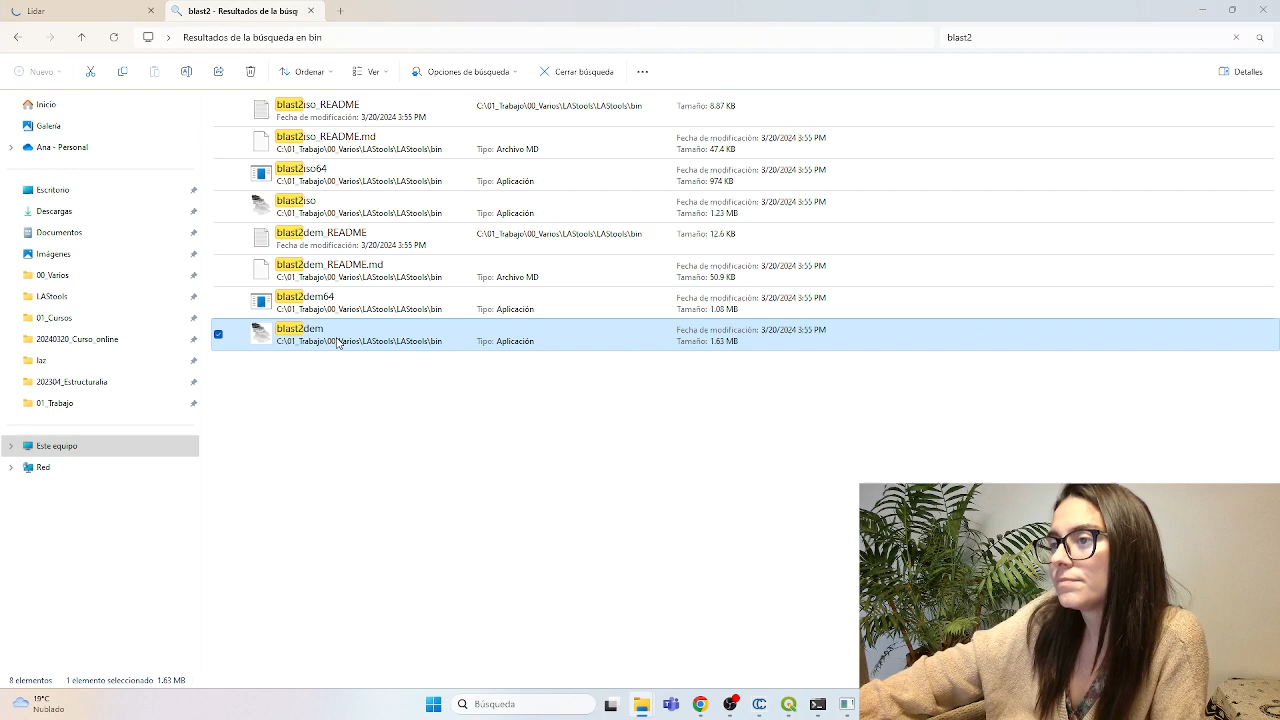 Lidar
blast2 - Resultados de la búsq
Resultados de la búsqueda en bin
blast2
Nuevo
Ordenar
Ver
Opciones de búsqueda
Cerrar búsqueda
Detalles
Inicio
Galería
Ana - Personal
Escritorio
Descargas
Documentos
Imágenes
00_Varios
LAStools
01_Cursos
20240320_Curso_online
laz
202304_Estructuralia
01_Trabajo
Este equipo
Red
blast2iso_README C:\01_Trabajo\00_Varios\LAStools\LAStools\bin Tamaño: 8.87 KB
Fecha de modificación: 3/20/2024 3:55 PM
blast2iso_README.md Fecha de modificación: 3/20/2024 3:55 PM
C:\01_Trabajo\00_Varios\LAStools\LAStools\bin Tipo: Archivo MD Tamaño: 47.4 KB
blast2iso64 Fecha de modificación: 3/20/2024 3:55 PM
C:\01_Trabajo\00_Varios\LAStools\LAStools\bin Tipo: Aplicación Tamaño: 974 KB
blast2iso Fecha de modificación: 3/20/2024 3:55 PM
C:\01_Trabajo\00_Varios\LAStools\LAStools\bin Tipo: Aplicación Tamaño: 1.23 MB
blast2dem_README C:\01_Trabajo\00_Varios\LAStools\LAStools\bin Tamaño: 12.6 KB
Fecha de modificación: 3/20/2024 3:55 PM
blast2dem_README.md Fecha de modificación: 3/20/2024 3:55 PM
C:\01_Trabajo\00_Varios\LAStools\LAStools\bin Tipo: Archivo MD Tamaño: 50.9 KB
blast2dem64 Fecha de modificación: 3/20/2024 3:55 PM
C:\01_Trabajo\00_Varios\LAStools\LAStools\bin Tipo: Aplicación Tamaño: 1.08 MB
blast2dem Fecha de modificación: 3/20/2024 3:55 PM
C:\01_Trabajo\00_Varios\LAStools\LAStools\bin Tipo: Aplicación Tamaño: 1.63 MB
8 elementos 1 elemento seleccionado 1.63 MB
19°C
Nublado
Búsqueda